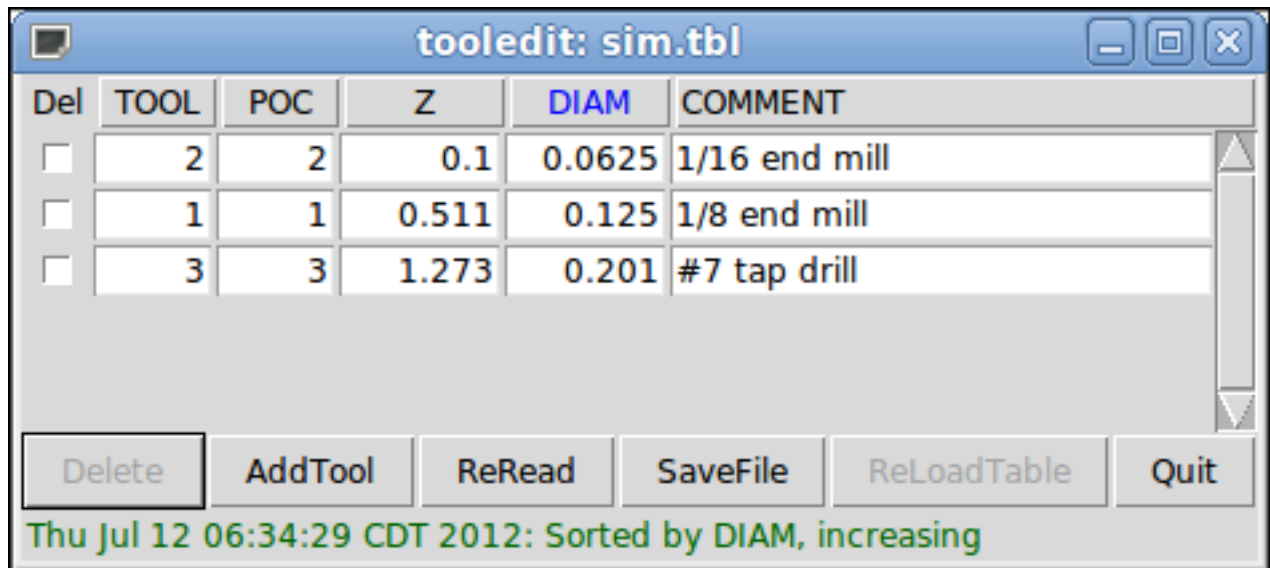 tooledit: sim.tbl
Del TOOL POC Z DIAM COMMENT
2 2 0.1 0.0625 1/16 end mill
1 1 0.511 0.125 1/8 end mill
3 3 1.273 0.201 #7 tap drill
Delete AddTool ReRead SaveFile ReLoadTable Quit
Thu Jul 12 06:34:29 CDT 2012: Sorted by DIAM, increasing